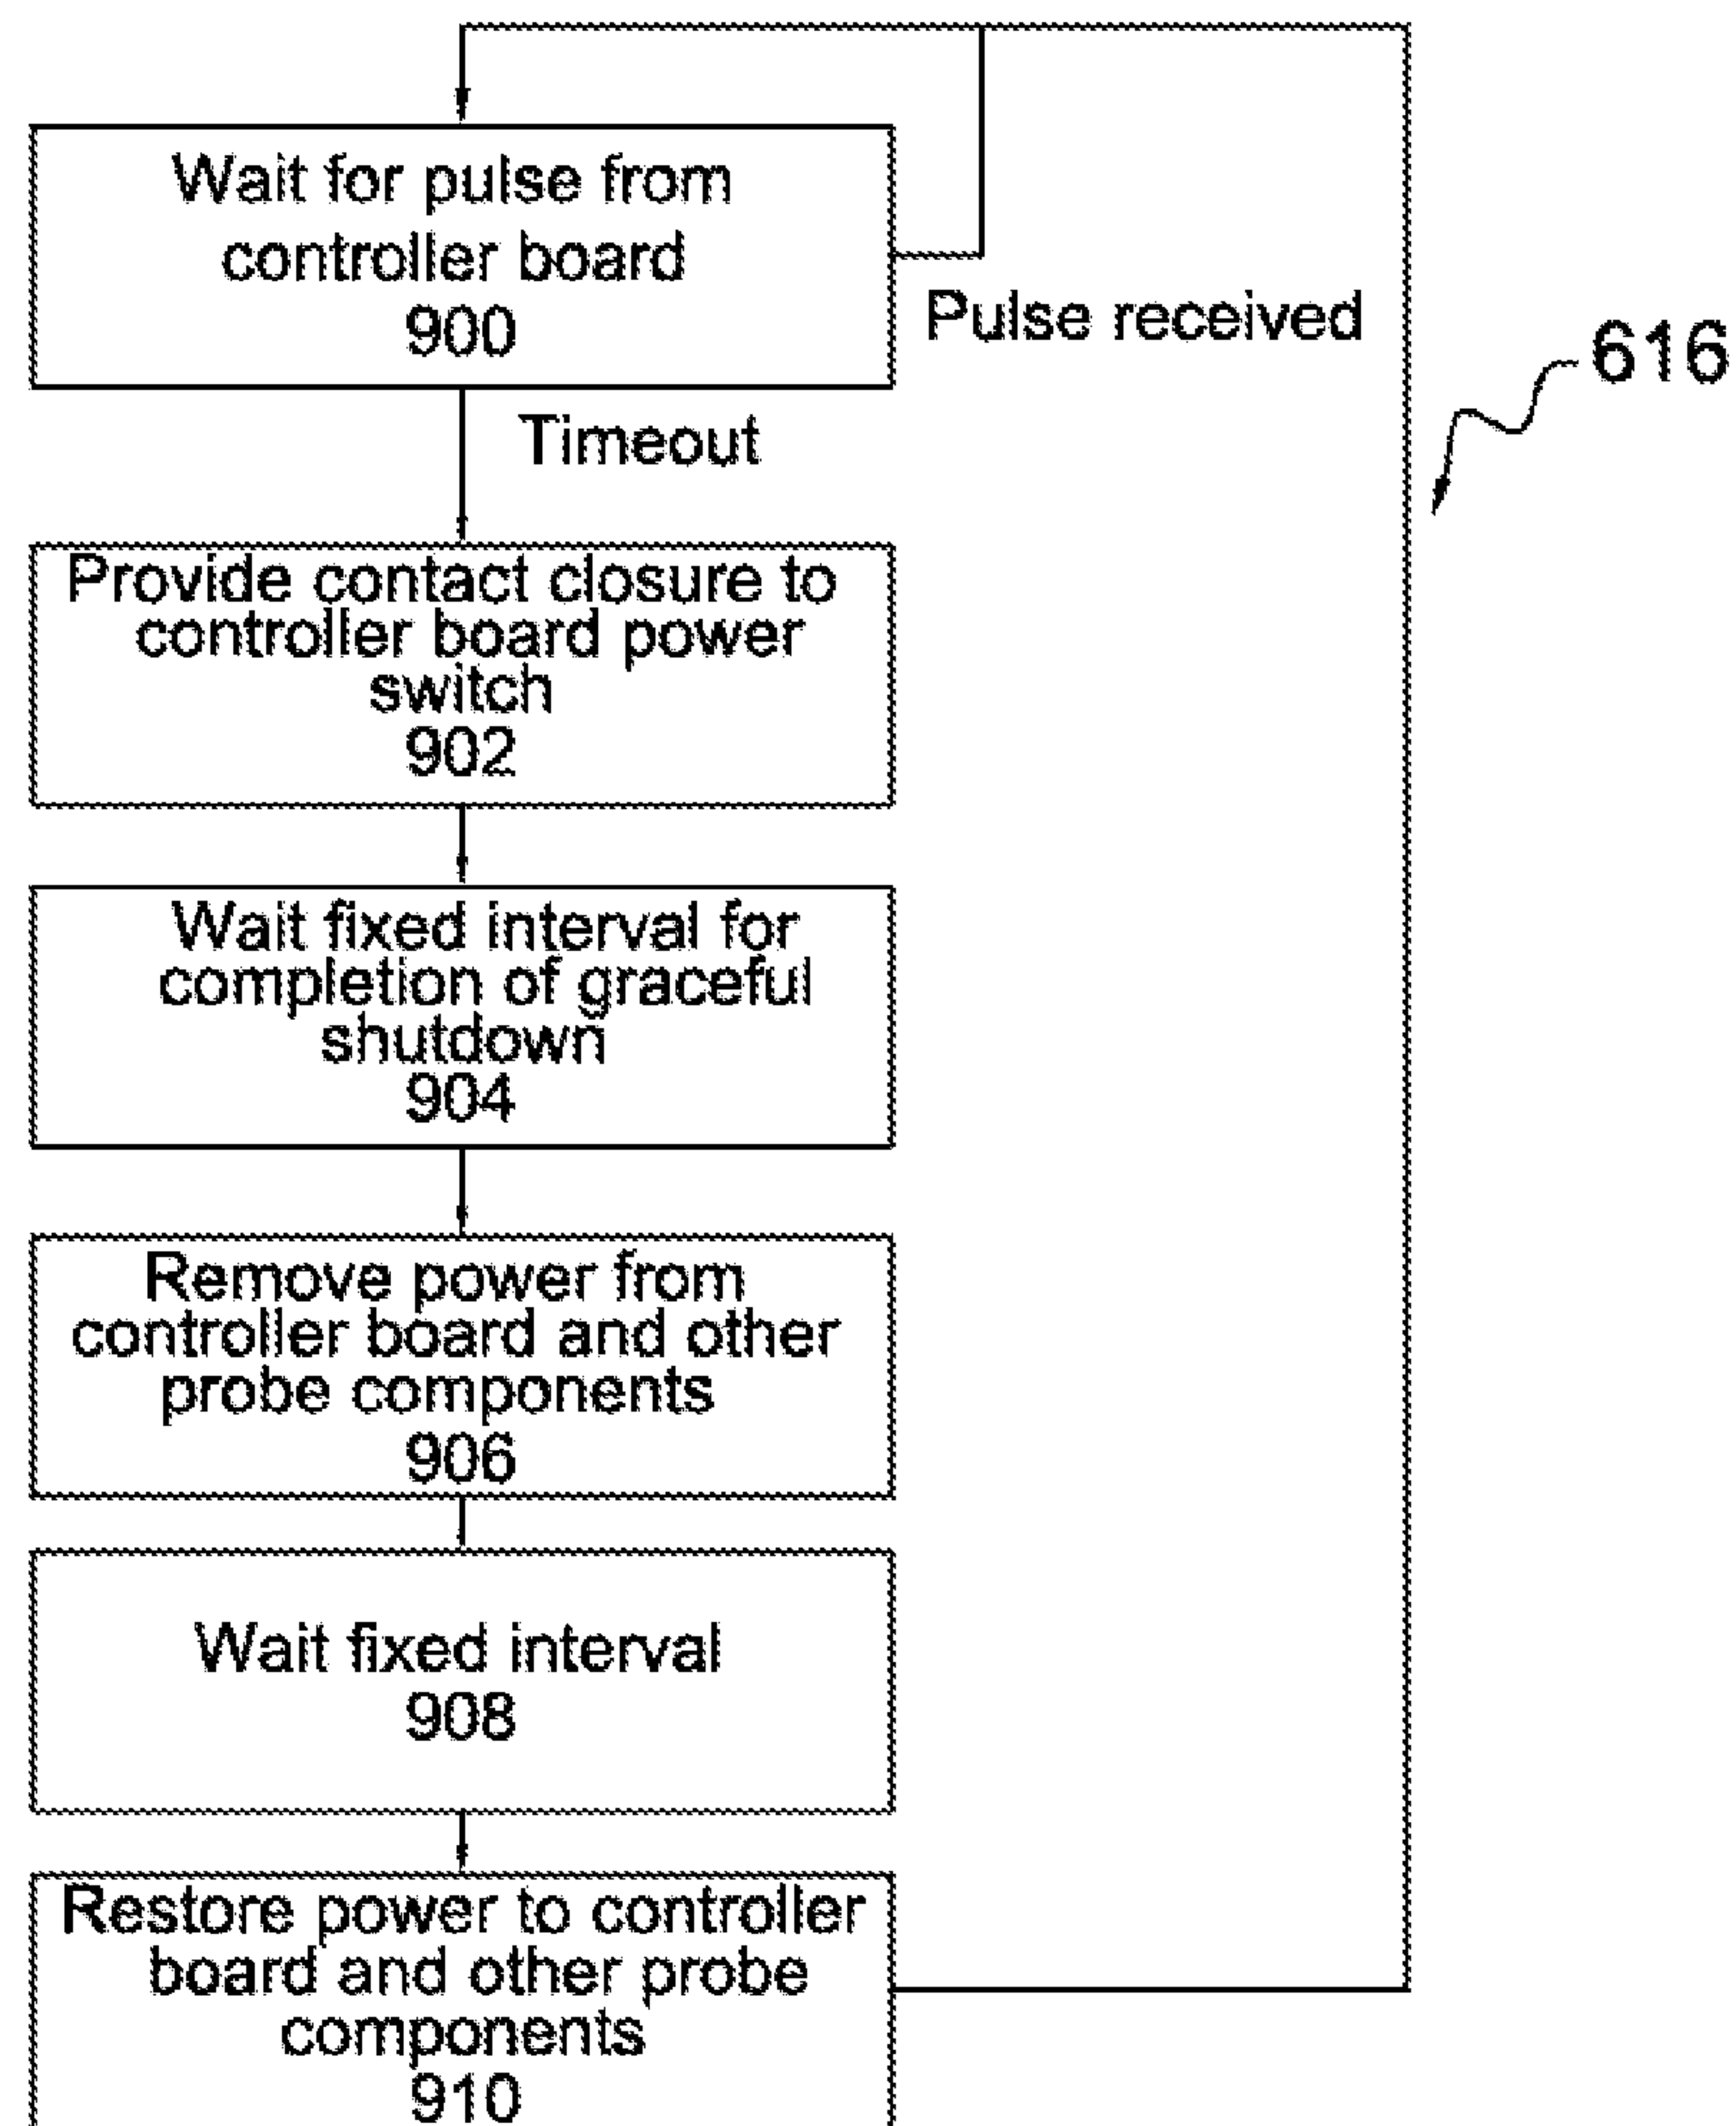 Wait for pulse from
controller board
900
Pulse received
616
Timeout
Provide contact closure to
controller board power
switch
902
Wait fixed interval for
completion of graceful
shutdown
904
Remove power from
controller board and other
probe components
906
Wait fixed interval
908
Restore power to controller
board and other probe
components
910